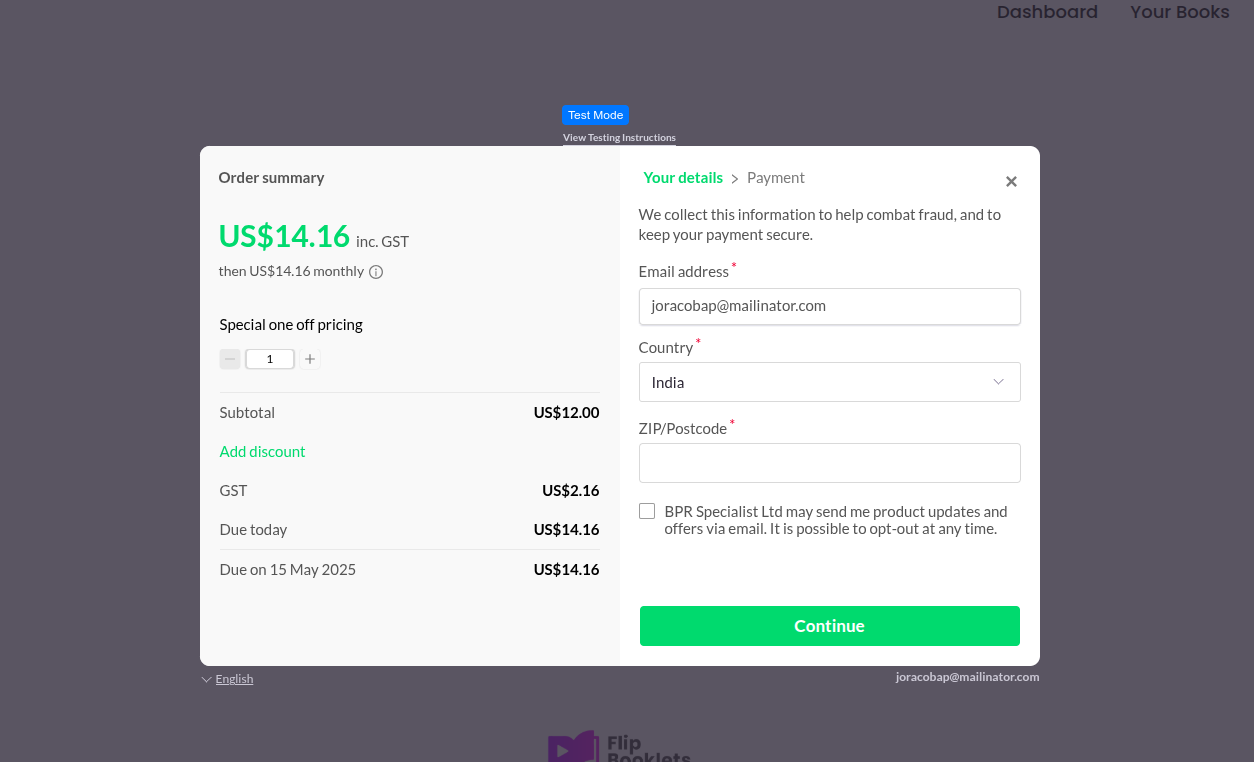 Dashboard Your Books
Test Mode
View Testing Instructions
Order summary
US$14.16 inc. GST
then US$14.16 monthly
Special one off pricing
1
Subtotal US$12.00
Add discount
GST US$2.16
Due today US$14.16
Due on 15 May 2025 US$14.16
Your details > Payment
We collect this information to help combat fraud, and to
keep your payment secure.
Email address *
joracobap@mailinator.com
Country *
India
ZIP/Postcode *
BPR Specialist Ltd may send me product updates and
offers via email. It is possible to opt-out at any time.
Continue
English
joracobap@mailinator.com
Flip
Booklets